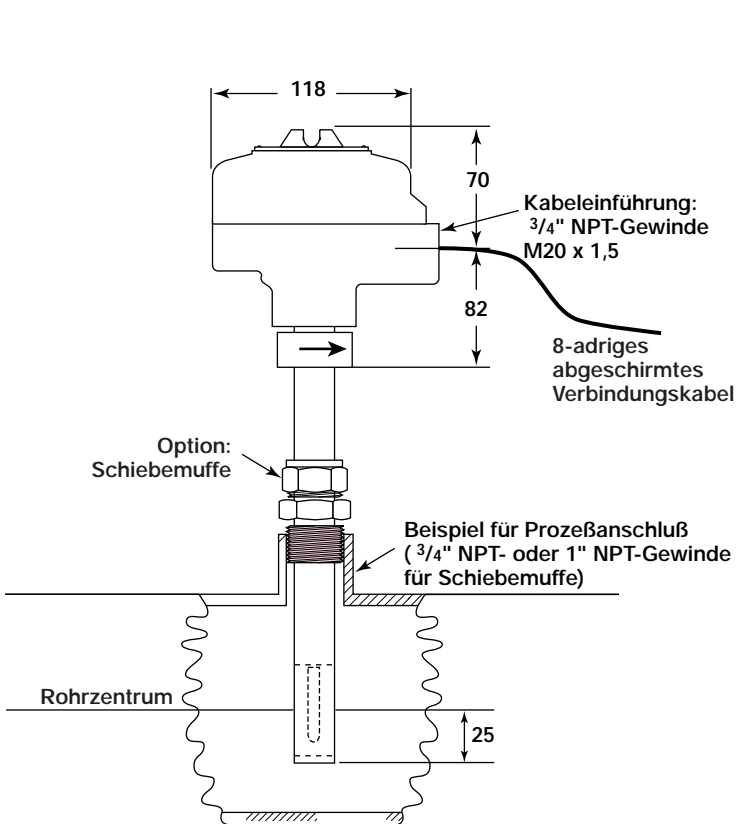 118
70
Kabeleinführung:
3/4" NPT-Gewinde
M20 x 1,5
82
8-adriges
abgeschirmtes
Verbindungskabel
Option:
Schiebemuffe
Beispiel für Prozeßanschluß
( 3/4" NPT- oder 1" NPT-Gewinde
für Schiebemuffe)
Rohrzentrum
25